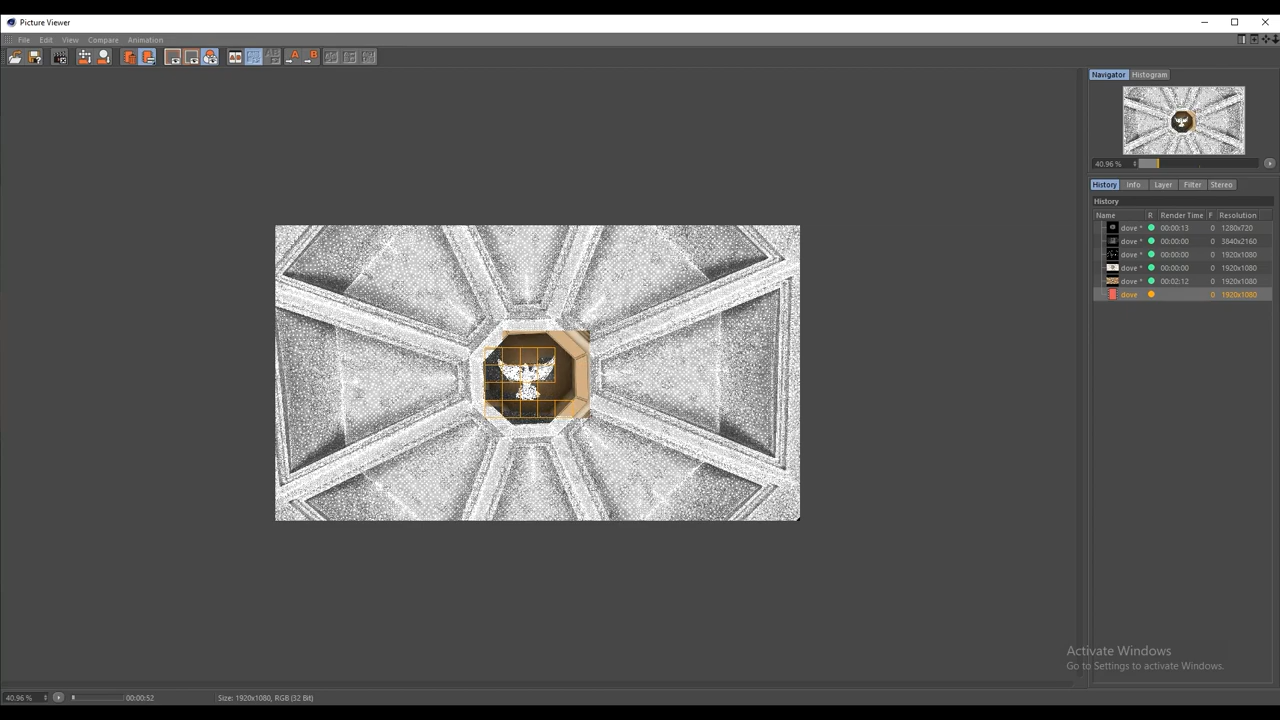 Picture Viewer
File Edit View Compare Animation
Navigator Histogram
40.96 %
History Info Layer Filter Stereo
History
Name R Render Time F Resolution
dove * 00:00:13 0 1280x720
dove * 00:00:00 0 3840x2160
dove * 00:00:00 0 1920x1080
dove * 00:00:00 0 1920x1080
dove * 00:02:12 0 1920x1080
dove 0 1920x1080
Activate Windows
Go to Settings to activate Windows.
40.96 % 00:00:52 Size: 1920x1080, RGB (32 Bit)